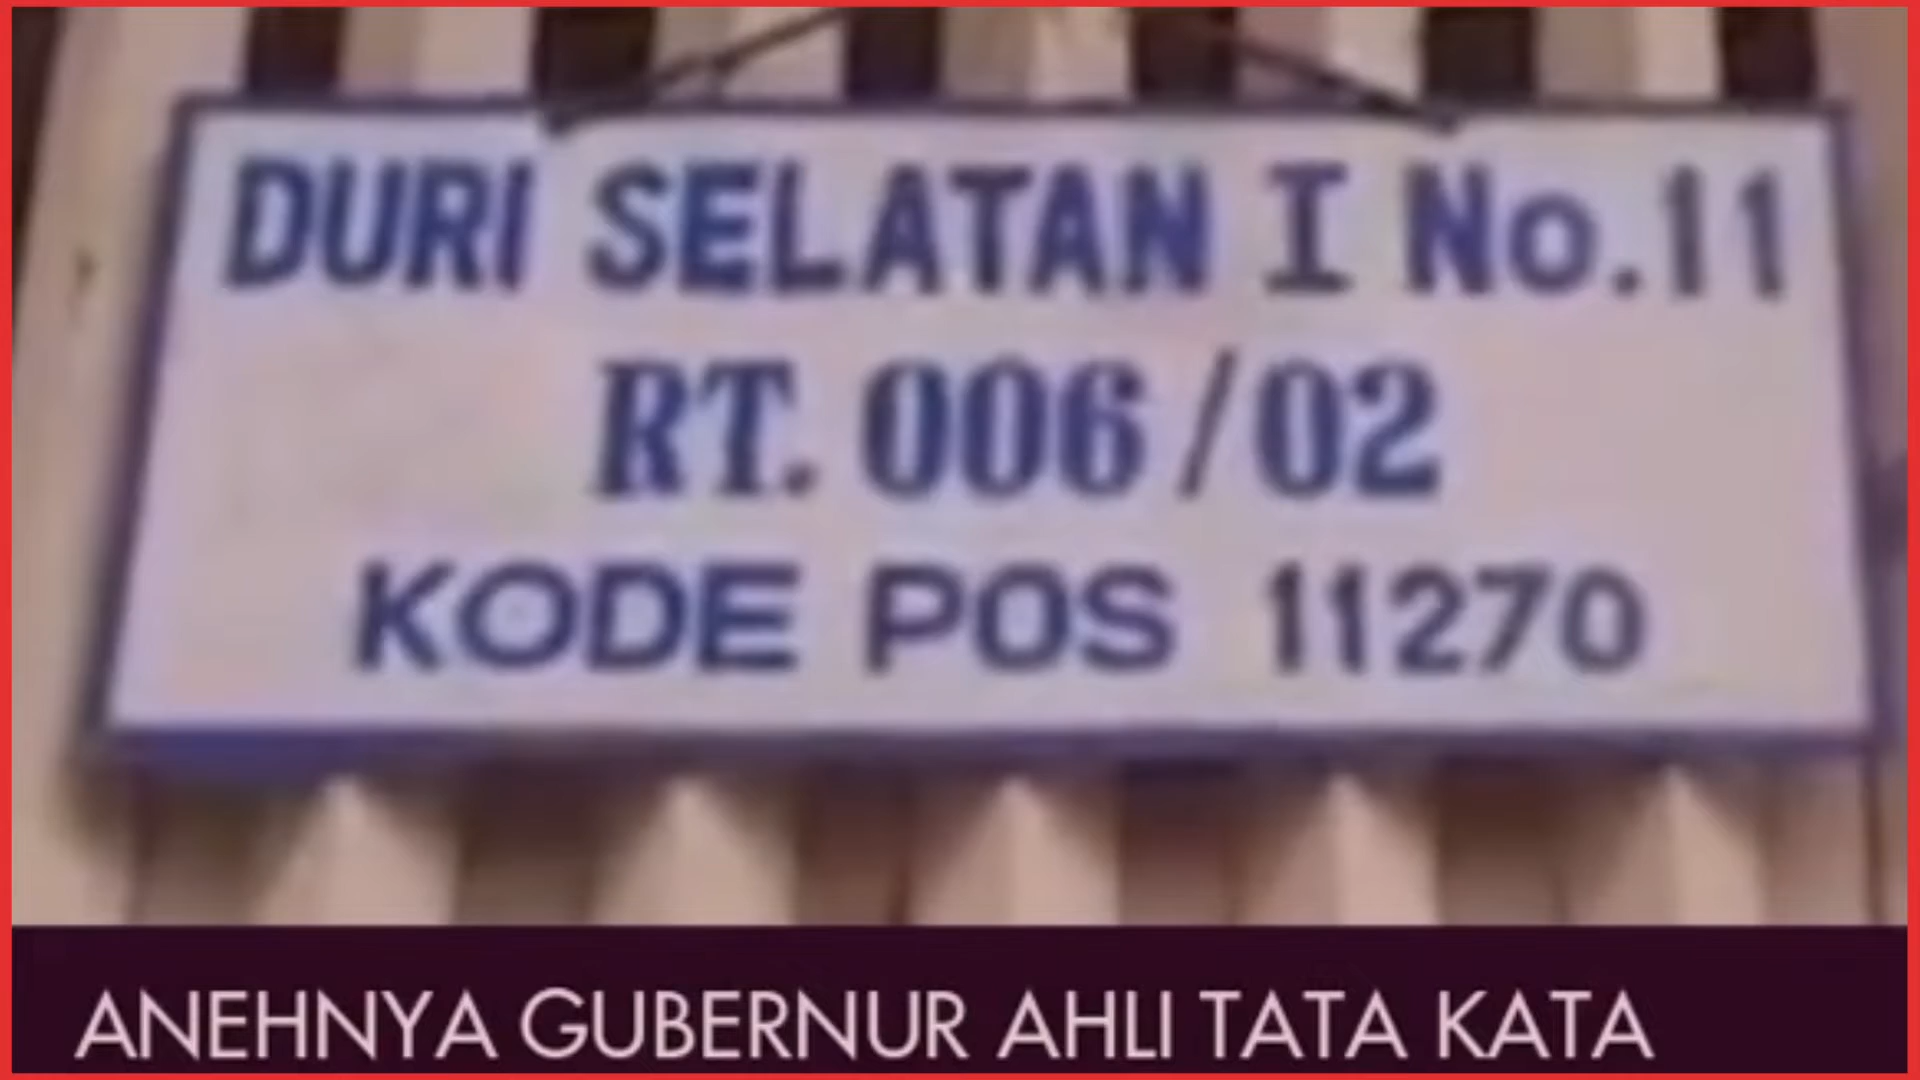 DURI SELATAN I No.11
RT. 006/02
KODE POS 11270
ANEHNYA GUBERNUR AHLI TATA KATA